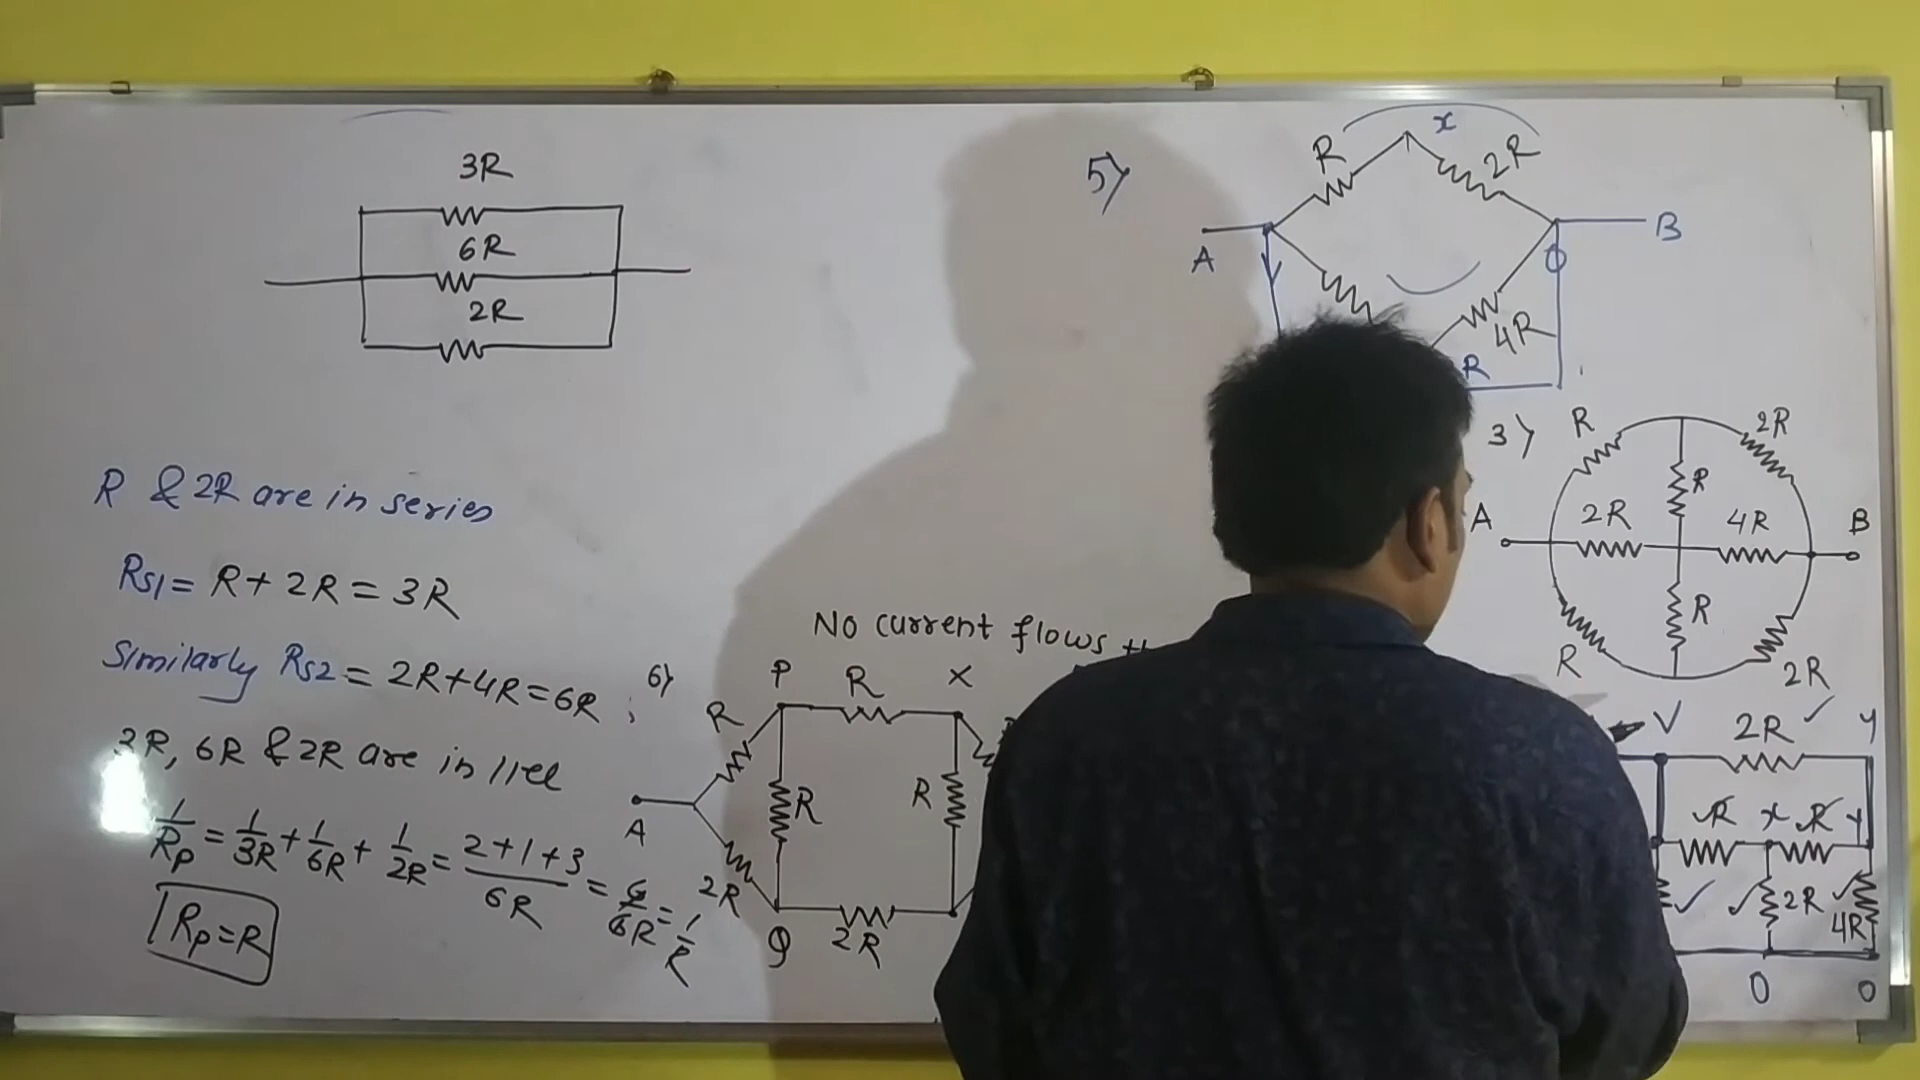 3R
6R
2R
R & 2R are in series
Rs1 = R + 2R = 3R
Similarly Rs2 = 2R+4R=6R ;
3R, 6R & 2R are in llel
1/Rp = 1/3R + 1/6R + 1/2R = 2+1+3/6R = 6/6R = 1/R
Rp=R
5)
x
R
2R
A
B
0
4R
R
3)
R
2R
R
A
2R
4R
B
R
R
2R
No current flows
6)
P
R
X
R
R
R
A
2R
Q
2R
V
2R
Y
R
x
R
Y
2R
4R
0
0